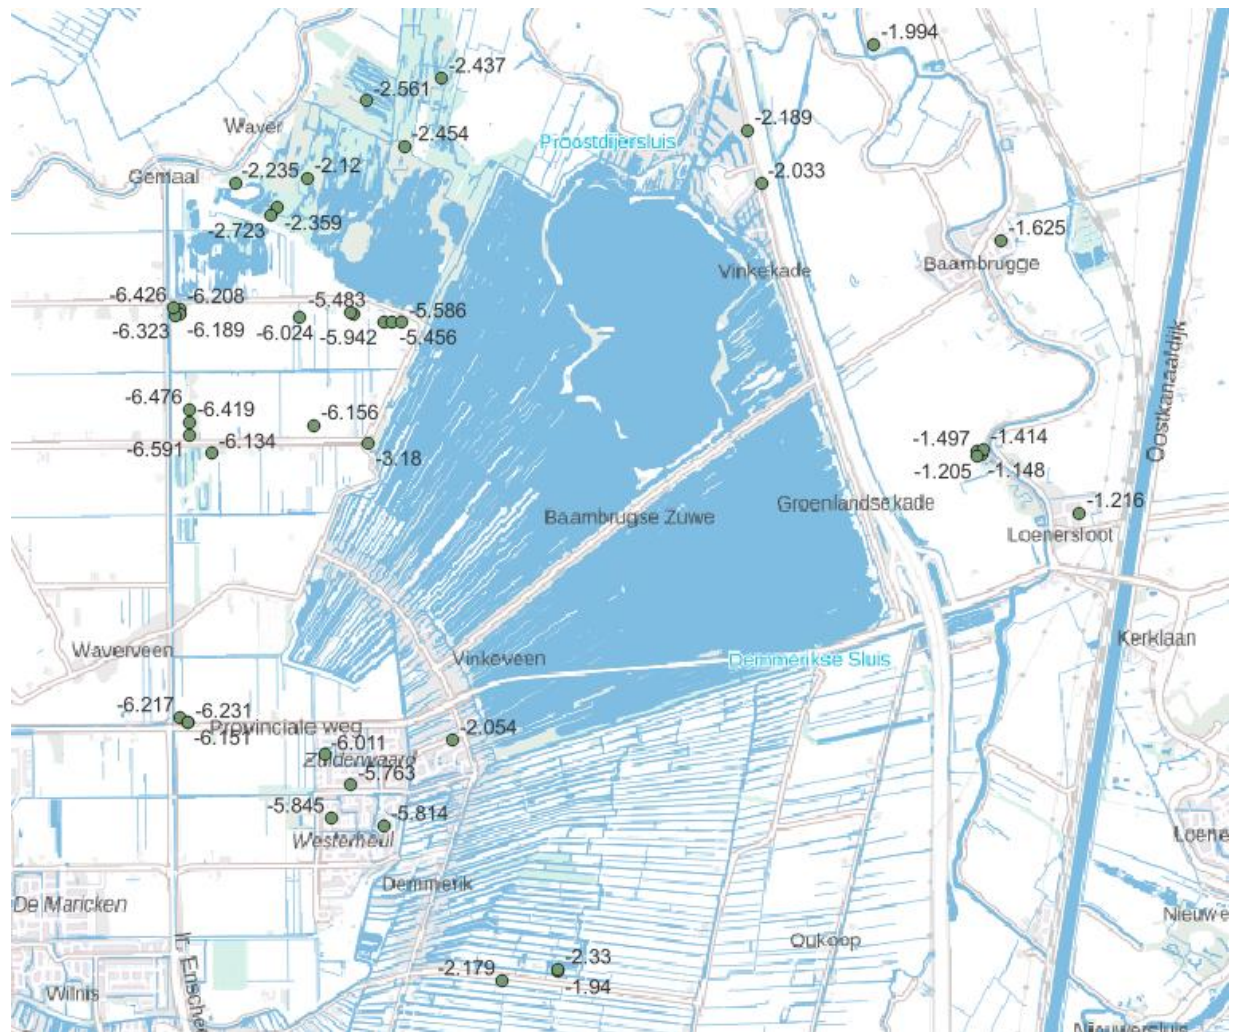 -1.994
-2.437
-2.561
Waver
-2.454
-2.189
Proostdijersluis
Gemaal
-2.235
-2.12
-2.033
-2.723
-2.359
-1.625
Baambrugge
Vinkekade
-6.426
-6.208
-5.483
-5.586
-6.323
-6.189
-6.024
-5.942
-5.456
Oostkanaaldijk
-6.476
-6.419
-6.156
-6.591
-6.134
-3.18
-1.497
-1.414
-1.205
-1.148
Groenlandsekade
-1.216
Baambrugse Zuwe
Loenersloot
Waverveen
Vinkeveen
Demmerikse Sluis
Kerklaan
-6.217
-6.231
Provinciale weg
-6.151
-2.054
-6.011
Zuiderwaard
-5.763
-5.845
-5.814
Westerheul
Loene
Demmerik
De Maricken
Nieuwe
Oukoop
Ir. Enschee
-2.179
-2.33
-1.94
Wilnis
Nieuwersluis